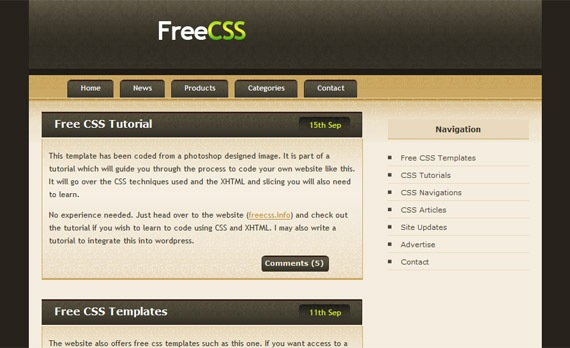 FreeCSS
Home News Products Categories Contact
Free CSS Tutorial 15th Sep
This template has been coded from a photoshop designed image. It is part of a
tutorial which will guide you through the process to code your own website like this.
It will go over the CSS techniques used and the XHTML and slicing you will also need
to learn.
No experience needed. Just head over to the website (freecss.info) and check out
the tutorial if you wish to learn to code using CSS and XHTML. I may also write a
tutorial to integrate this into wordpress.
Comments (5)
Free CSS Templates 11th Sep
The website also offers free css templates such as this one. If you want access to a
Navigation
Free CSS Templates
CSS Tutorials
CSS Navigations
CSS Articles
Site Updates
Advertise
Contact